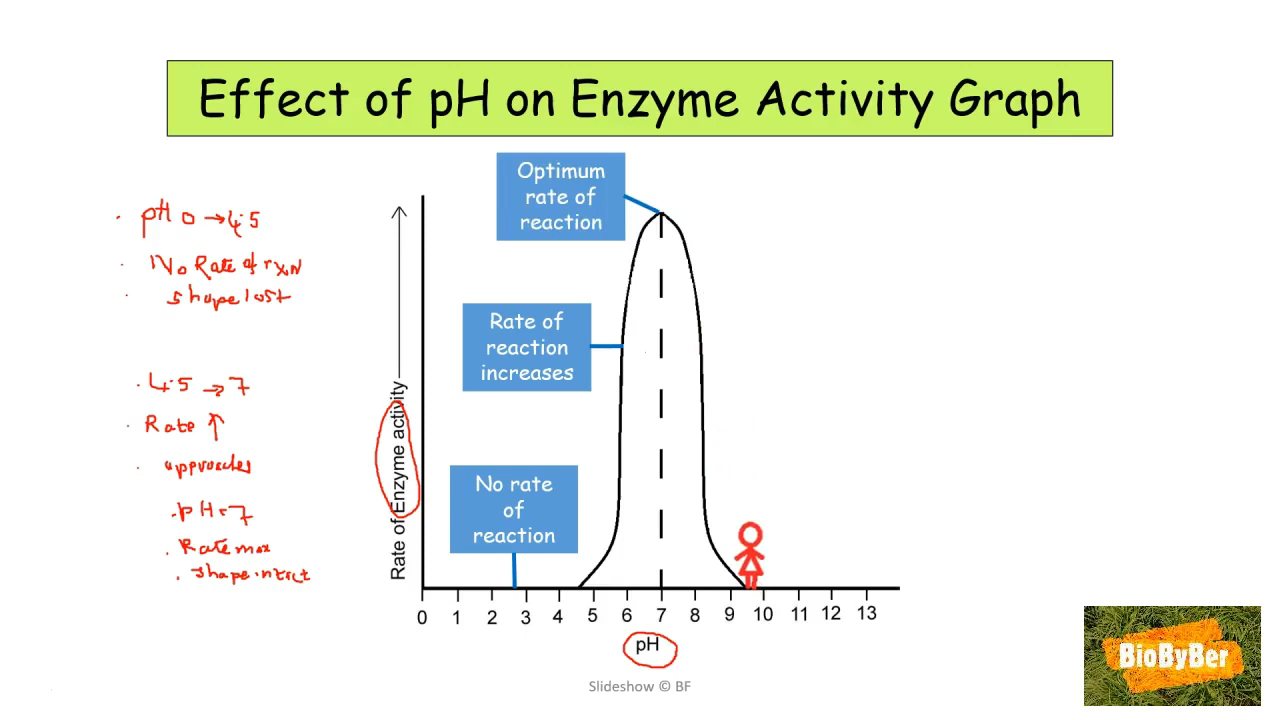 Effect of pH on Enzyme Activity Graph
Optimum
rate of
reaction
Rate of
reaction
increases
No rate
of
reaction
Rate of Enzyme activity
0 1 2 3 4 5 6 7 8 9 10 11 12 13
pH
• pH 0 → 4.5
• No Rate of rxN
• shape lost
• 4.5 → 7
• Rate ↑
• approaches
• pH = 7
• Rate max
• shape intact
BioByBer
Slideshow © BF